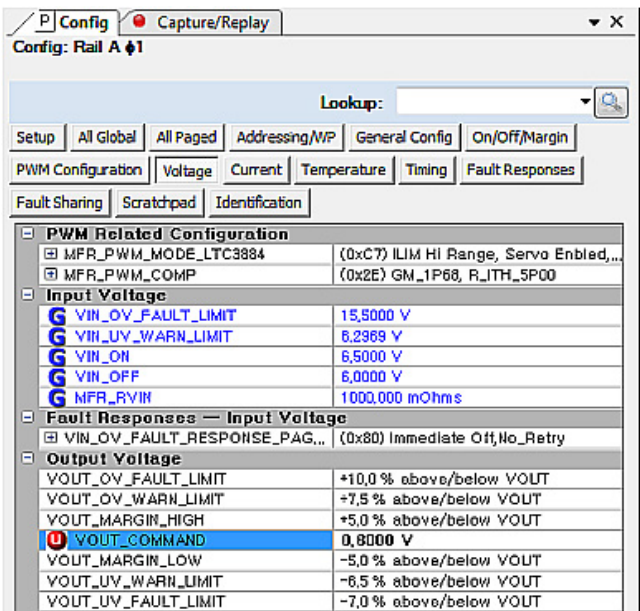 P Config Capture/Replay
Config: Rail A ϕ1
Lookup:
Setup All Global All Paged Addressing/WP General Config On/Off/Margin
PWM Configuration Voltage Current Temperature Timing Fault Responses
Fault Sharing Scratchpad Identification
PWM Related Configuration
MFR_PWM_MODE_LTC3884 (0xC7) ILIM Hi Range, Servo Enbled,...
MFR_PWM_COMP (0x2E) GM_1P68, R_ITH_5P00
Input Voltage
G VIN_OV_FAULT_LIMIT 15,5000 V
G VIN_UV_WARN_LIMIT 6,2969 V
G VIN_ON 6,5000 V
G VIN_OFF 6,0000 V
G MFR_RVIN 1000,000 mOhms
Fault Responses — Input Voltage
VIN_OV_FAULT_RESPONSE_PAG... (0x80) Immediate Off,No_Retry
Output Voltage
VOUT_OV_FAULT_LIMIT +10,0 % above/below VOUT
VOUT_OV_WARN_LIMIT +7,5 % above/below VOUT
VOUT_MARGIN_HIGH +5,0 % above/below VOUT
U VOUT_COMMAND 0,8000 V
VOUT_MARGIN_LOW -5,0 % above/below VOUT
VOUT_UV_WARN_LIMIT -6,5 % above/below VOUT
VOUT_UV_FAULT_LIMIT -7,0 % above/below VOUT